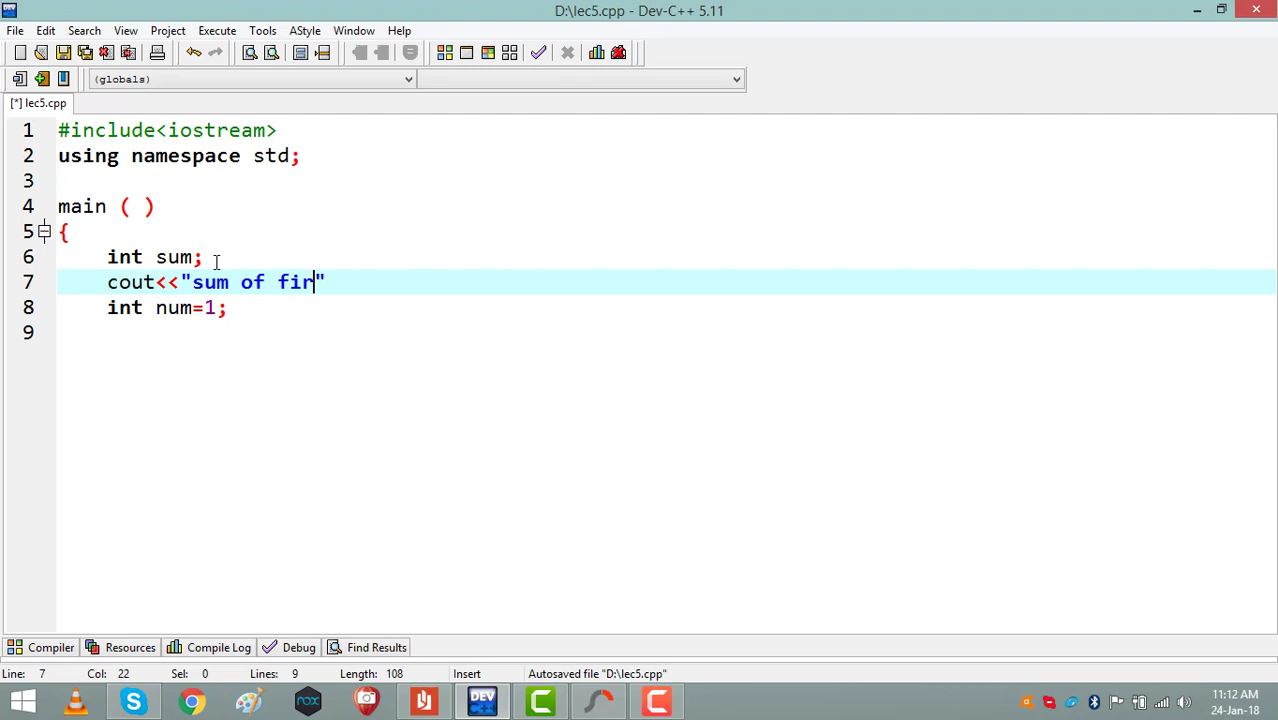 D:\lec5.cpp - Dev-C++ 5.11
File Edit Search View Project Execute Tools AStyle Window Help
(globals)
[*] lec5.cpp
1 #include<iostream>
2 using namespace std;
3
4 main ( )
5 {
6 int sum;
7 cout<<"sum of fir"
8 int num=1;
9
Compiler Resources Compile Log Debug Find Results
Line: 7 Col: 22 Sel: 0 Lines: 9 Length: 108 Insert Autosaved file "D:\lec5.cpp"
nox DEV 11:12 AM
24-Jan-18